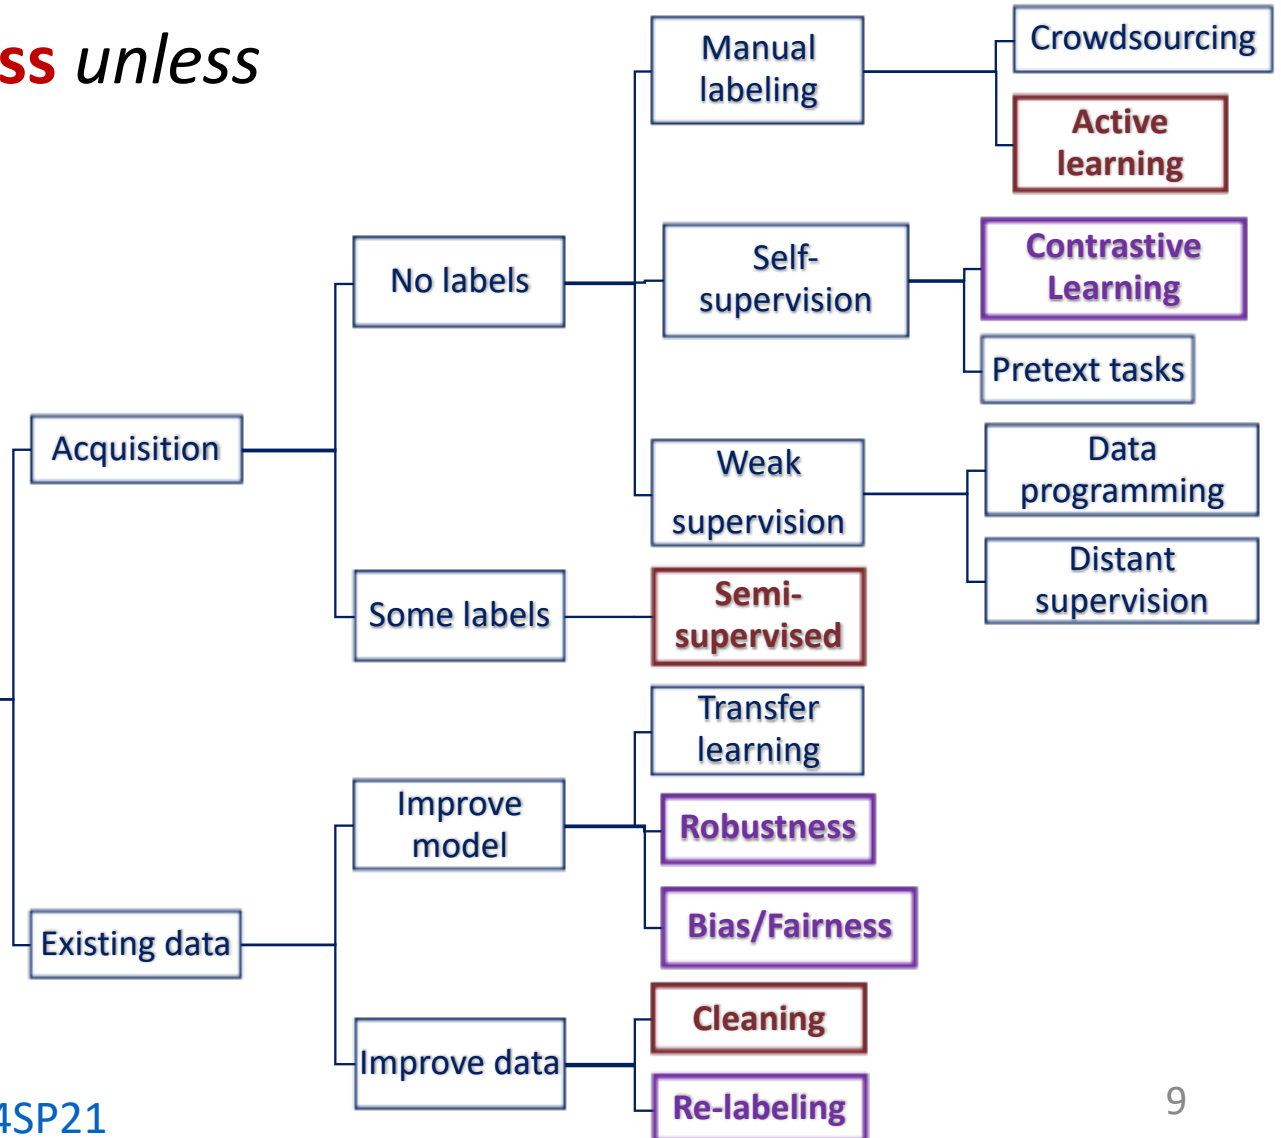 ss unless
Manual
labeling
Crowdsourcing
Active
learning
No labels
Self-
supervision
Contrastive
Learning
Pretext tasks
Acquisition
Weak
supervision
Data
programming
Distant
supervision
Some labels
Semi-
supervised
Transfer
learning
Improve
model
Robustness
Bias/Fairness
Existing data
Cleaning
Improve data
Re-labeling
4SP21
9